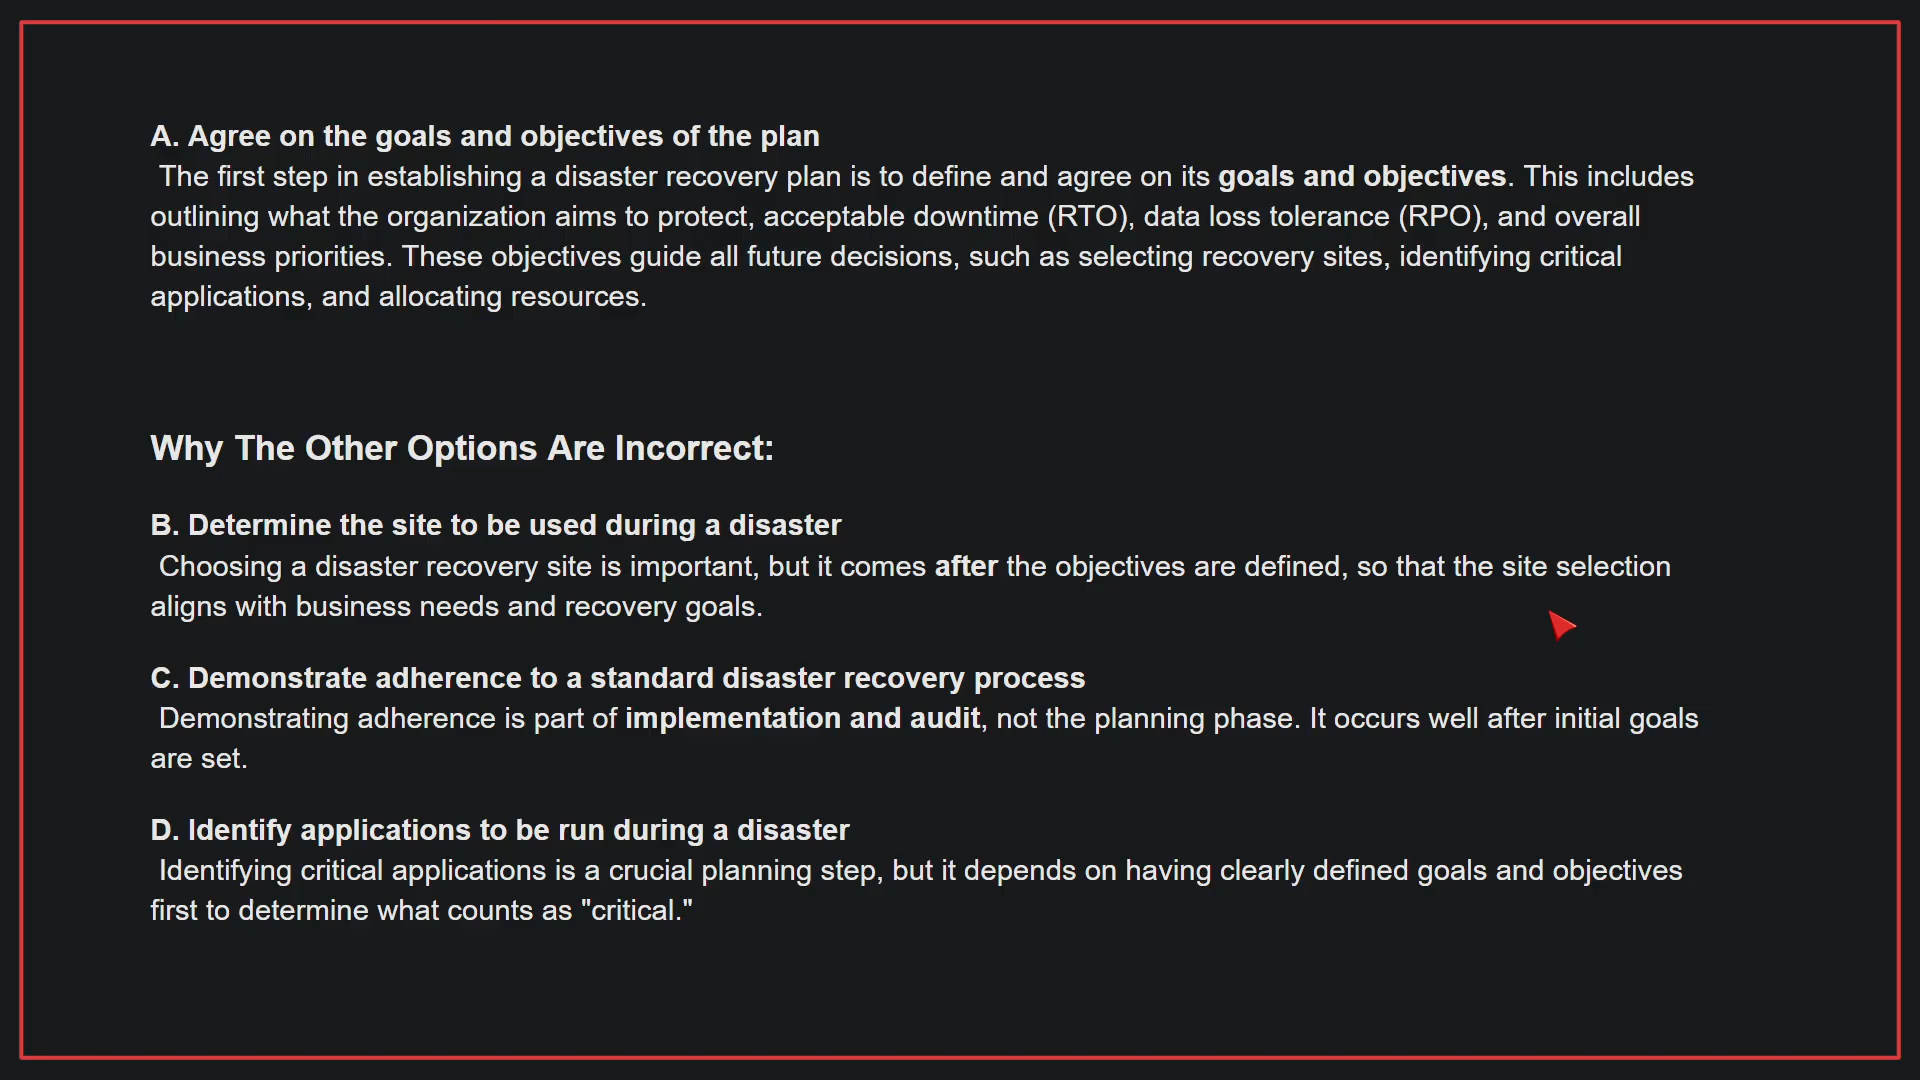 A. Agree on the goals and objectives of the plan
The first step in establishing a disaster recovery plan is to define and agree on its goals and objectives. This includes
outlining what the organization aims to protect, acceptable downtime (RTO), data loss tolerance (RPO), and overall
business priorities. These objectives guide all future decisions, such as selecting recovery sites, identifying critical
applications, and allocating resources.
Why The Other Options Are Incorrect:
B. Determine the site to be used during a disaster
Choosing a disaster recovery site is important, but it comes after the objectives are defined, so that the site selection
aligns with business needs and recovery goals.
C. Demonstrate adherence to a standard disaster recovery process
Demonstrating adherence is part of implementation and audit, not the planning phase. It occurs well after initial goals
are set.
D. Identify applications to be run during a disaster
Identifying critical applications is a crucial planning step, but it depends on having clearly defined goals and objectives
first to determine what counts as "critical."